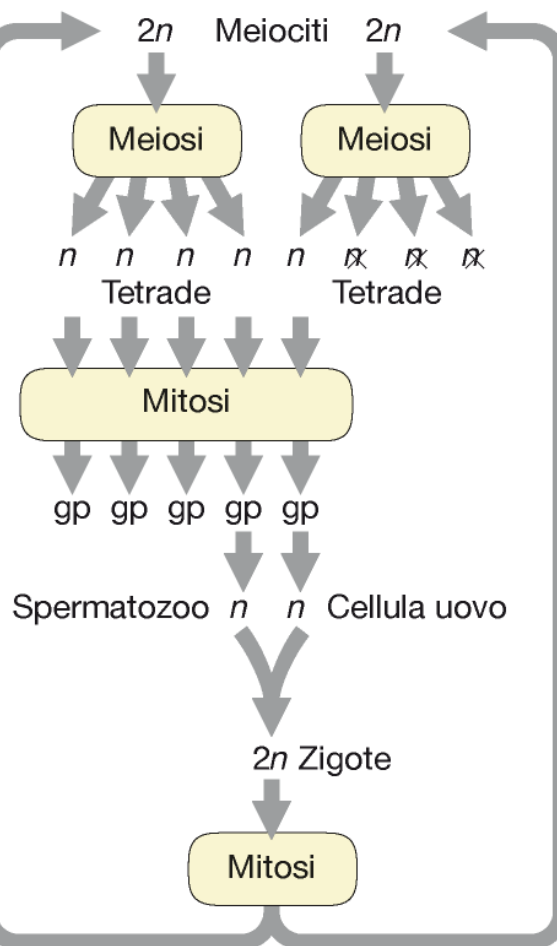 2n Meiociti 2n
Meiosi Meiosi
n n n n n n n n
Tetrade Tetrade
Mitosi
gp gp gp gp gp
Spermatozoo n n Cellula uovo
2n Zigote
Mitosi